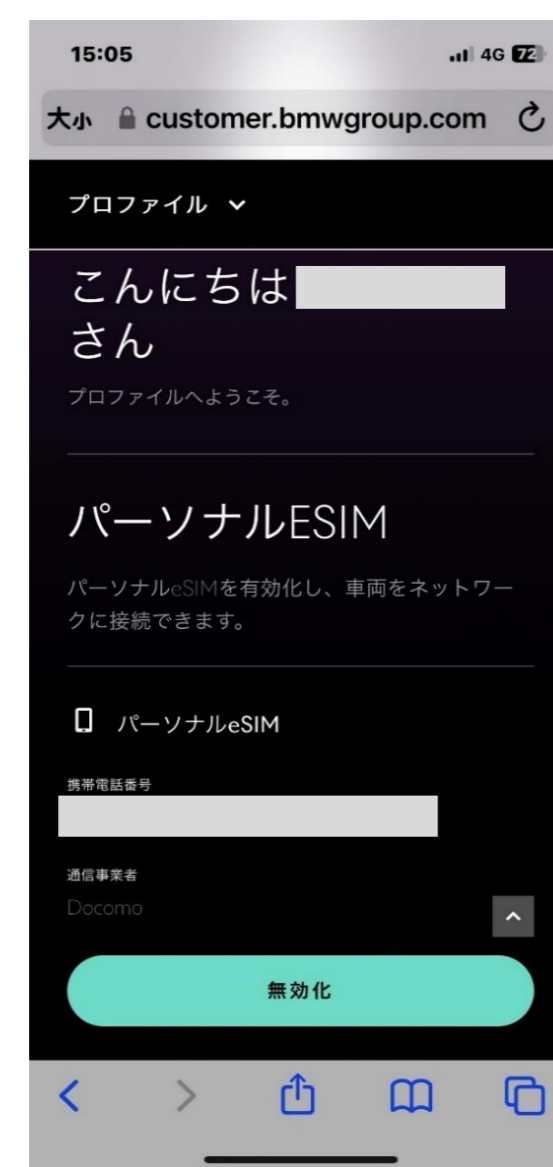 15:05
4G 72
大小 customer.bmwgroup.com
プロファイル
こんにちは
さん
プロファイルへようこそ。
パーソナルESIM
パーソナルeSIMを有効化し、車両をネットワー
クに接続できます。
パーソナルeSIM
携帯電話番号
通信事業者
Docomo
無効化